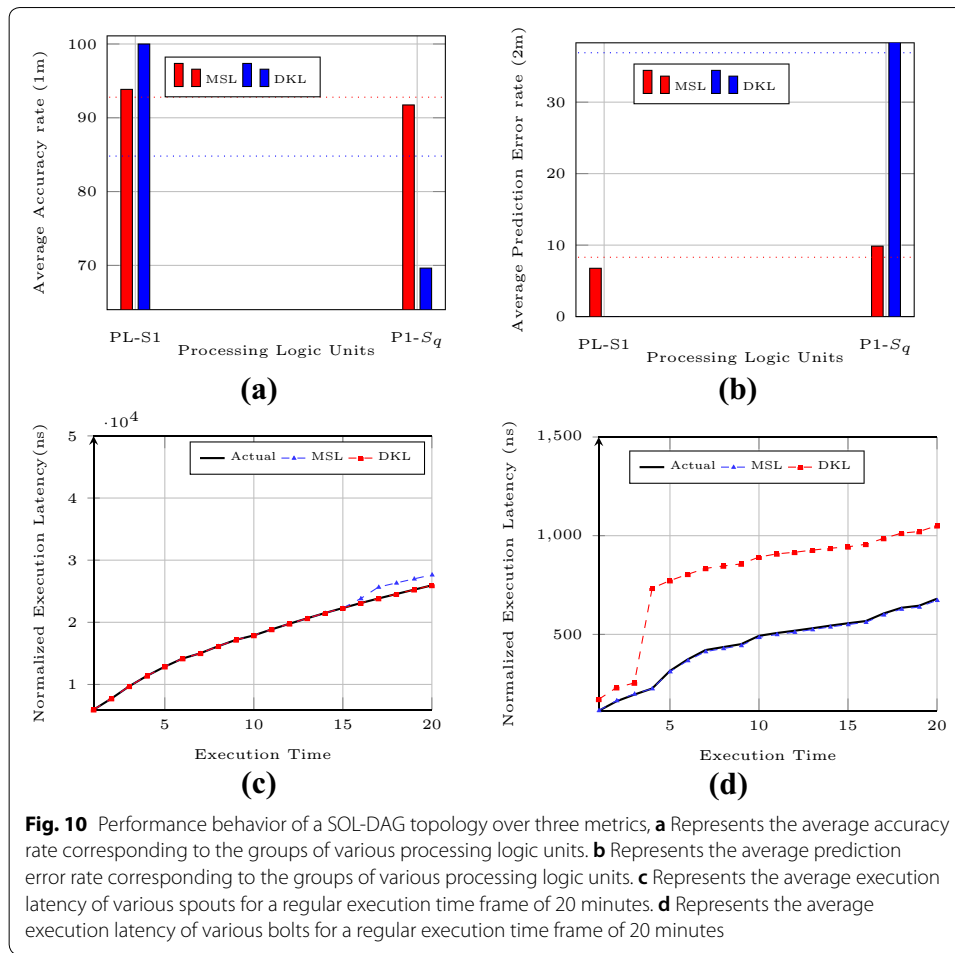 Average Accuracy rate (1m)
100
90
80
70
MSL DKL
PL-S1
P1-Sq
Processing Logic Units
(a)
Average Prediction Error rate (2m)
30
20
10
0
MSL DKL
PL-S1
P1-Sq
Processing Logic Units
(b)
Normalized Execution Latency(ns)
·10⁴
5
4
3
2
1
Actual MSL DKL
5 10 15 20
Execution Time
(c)
Normalized Execution Latency (ns)
1,500
1,000
500
Actual MSL DKL
5 10 15 20
Execution Time
(d)
Fig. 10 Performance behavior of a SOL-DAG topology over three metrics, a Represents the average accuracy
rate corresponding to the groups of various processing logic units. b Represents the average prediction
error rate corresponding to the groups of various processing logic units. c Represents the average execution
latency of various spouts for a regular execution time frame of 20 minutes. d Represents the average
execution latency of various bolts for a regular execution time frame of 20 minutes